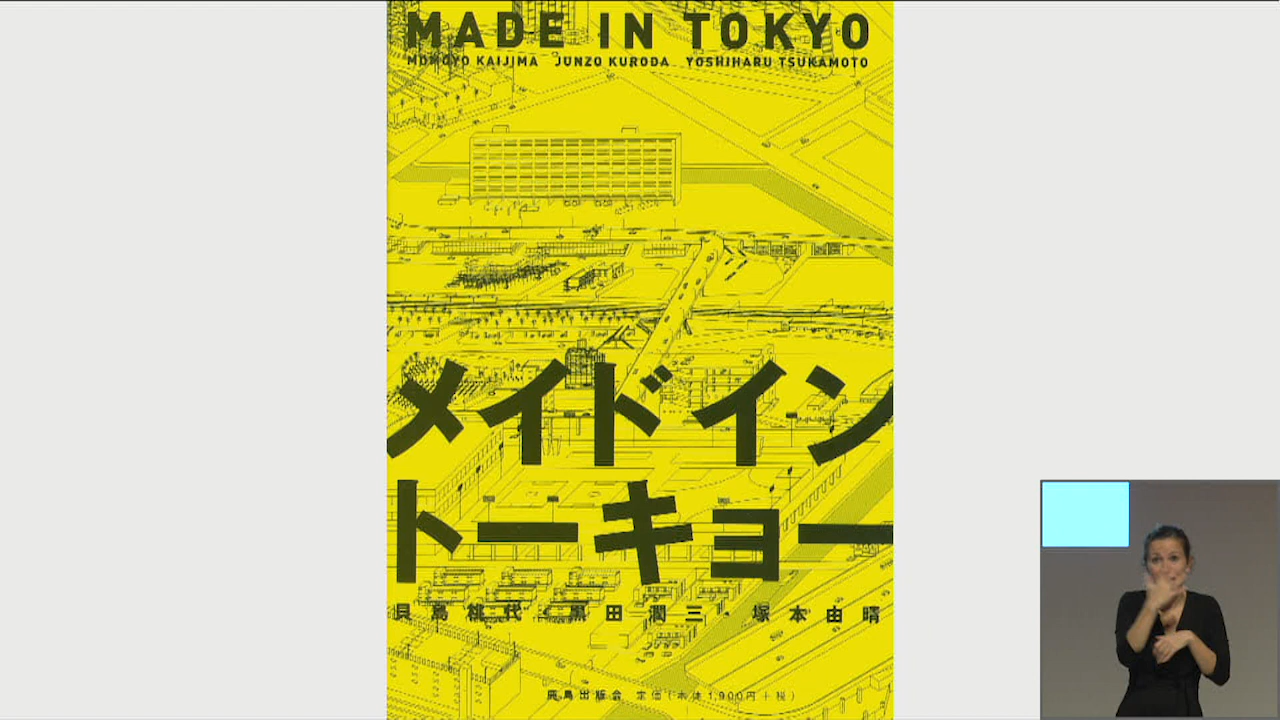 MADE IN TOKYO
MOMOYO KAIJIMA JUNZO KURODA YOSHIHARU TSUKAMOTO
メイドイン
トーキョー
貝島桃代・黒田潤三・塚本由晴
鹿島出版会 定価(本体1,900円+税)